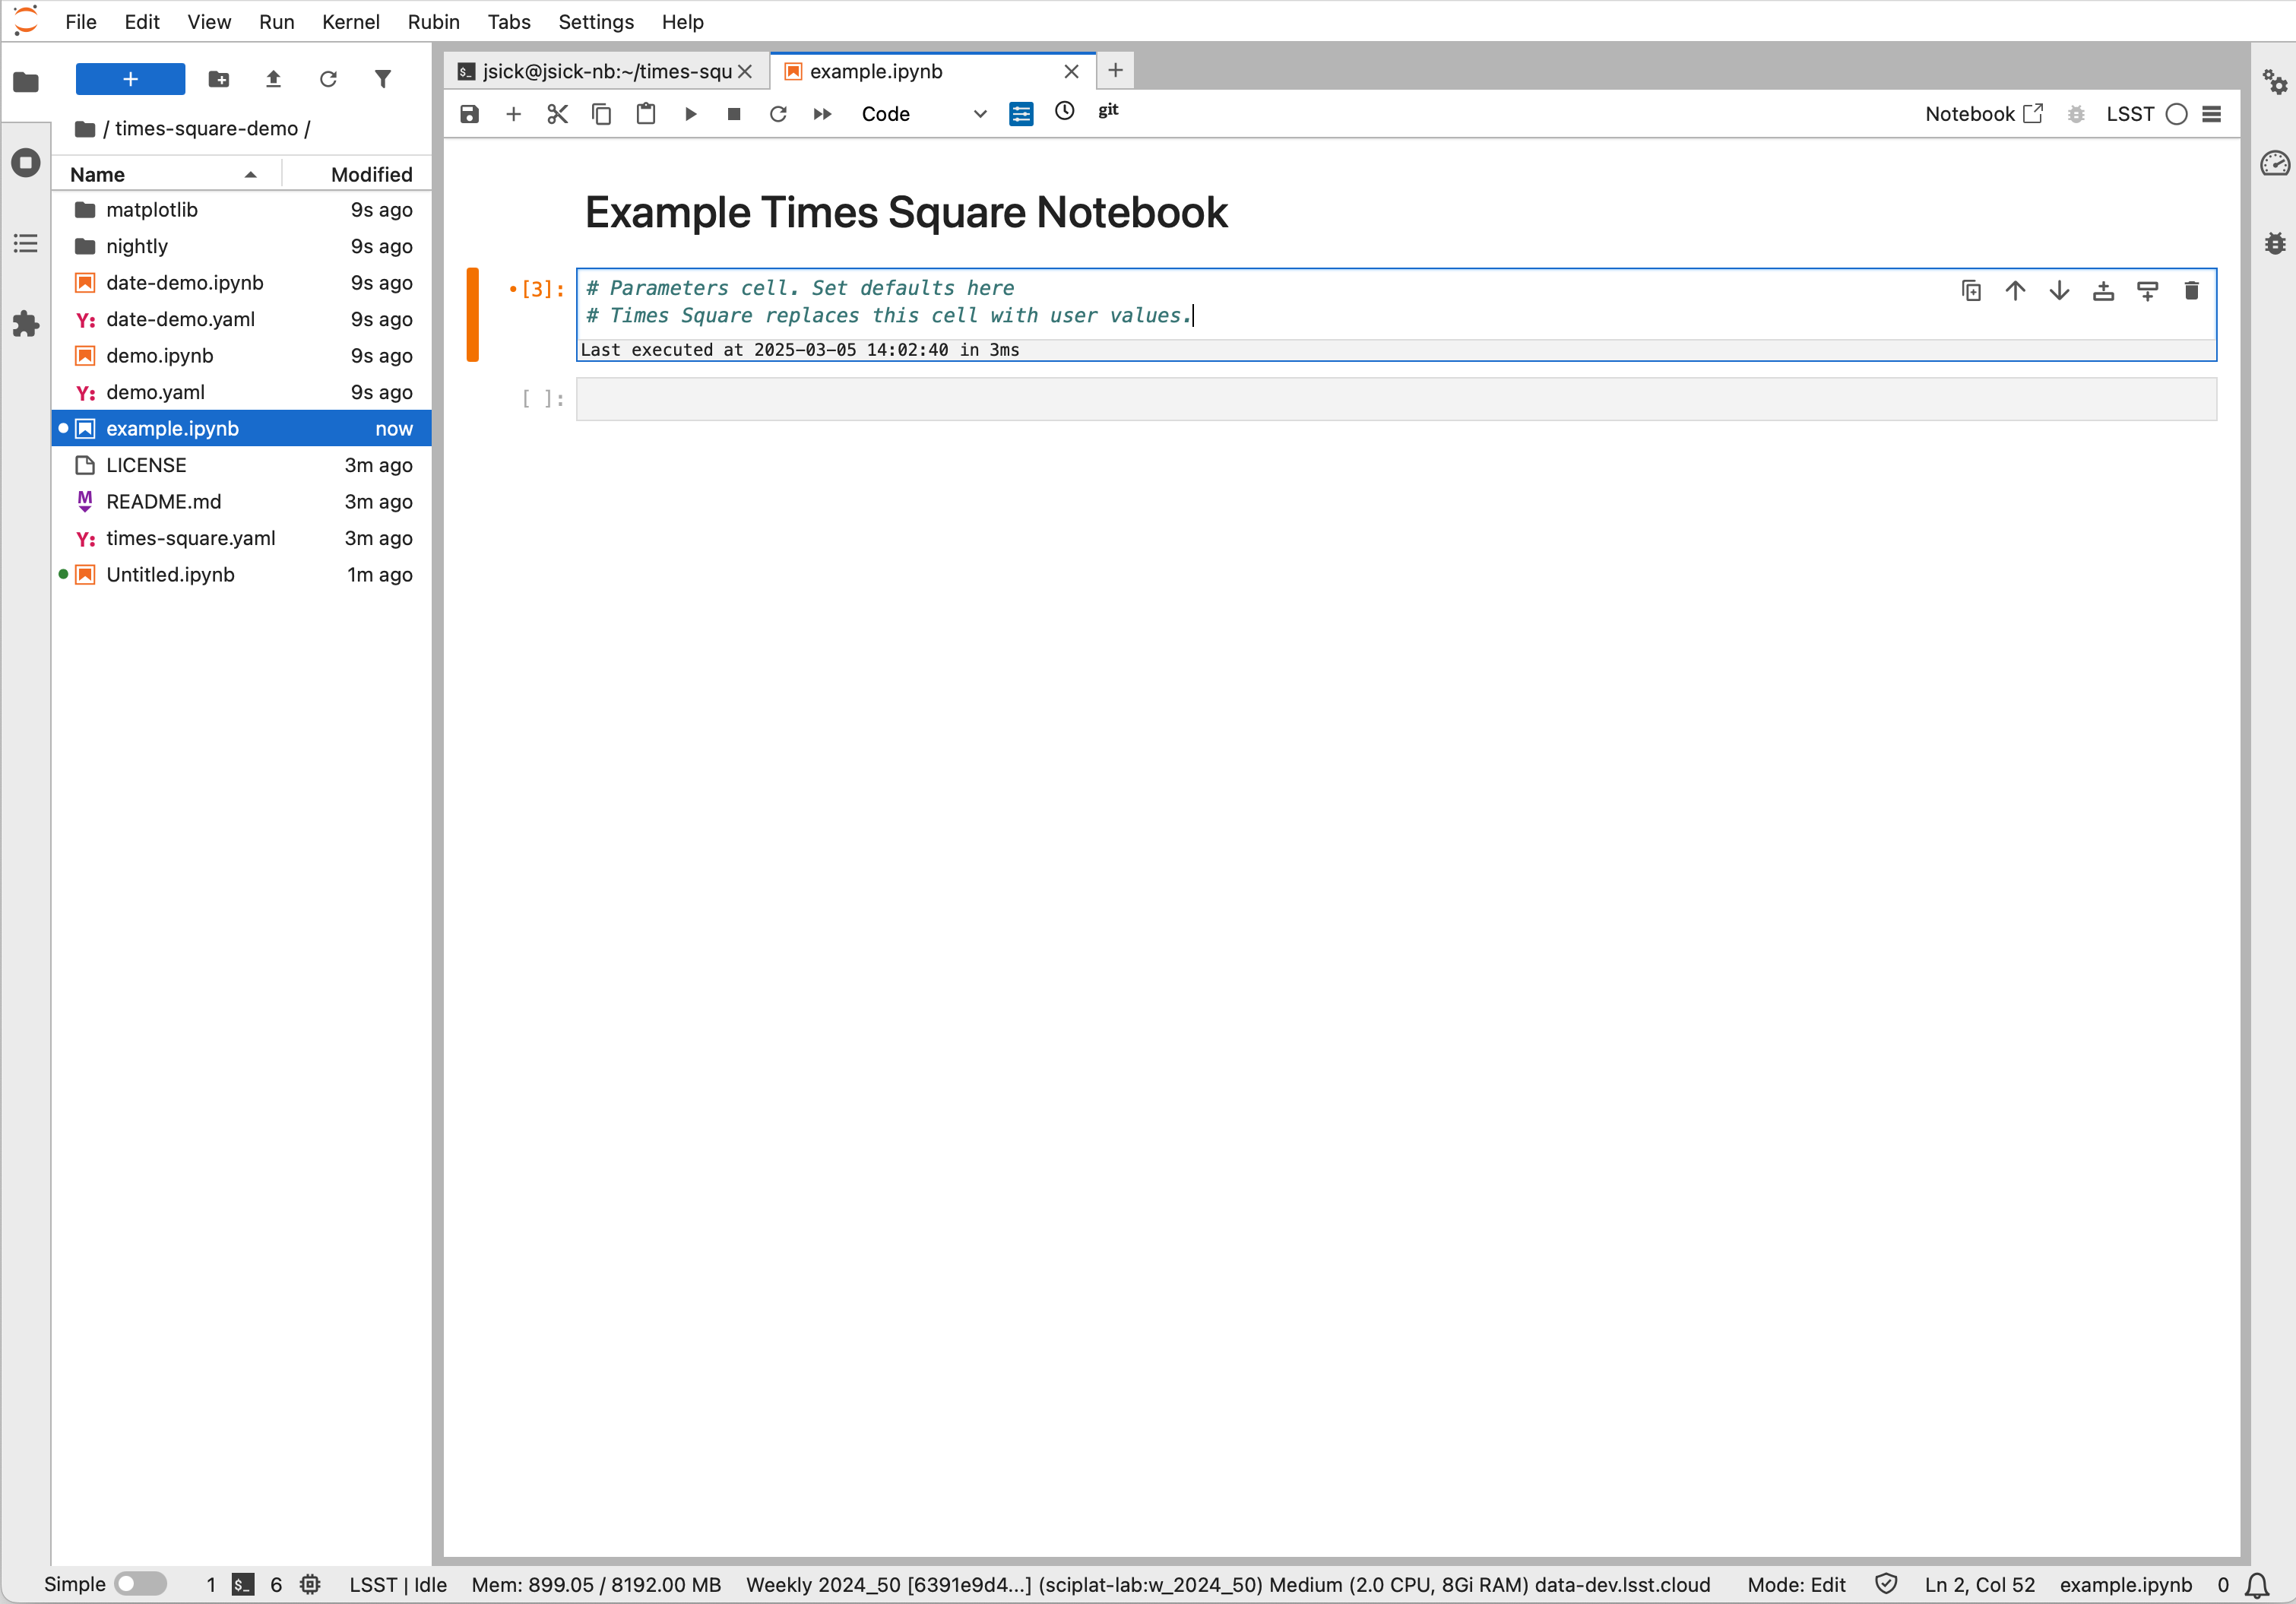 File Edit View Run Kernel Rubin Tabs Settings Help
+
/ times-square-demo /
Name Modified
matplotlib 9s ago
nightly 9s ago
date-demo.ipynb 9s ago
Y: date-demo.yaml 9s ago
demo.ipynb 9s ago
Y: demo.yaml 9s ago
example.ipynb now
LICENSE 3m ago
M README.md 3m ago
Y: times-square.yaml 3m ago
Untitled.ipynb 1m ago
$_ jsick@jsick-nb:~/times-squ example.ipynb +
Code git Notebook LSST
Example Times Square Notebook
[3]: # Parameters cell. Set defaults here
# Times Square replaces this cell with user values.
Last executed at 2025-03-05 14:02:40 in 3ms
[ ]:
Simple 1 $_ 6 LSST | Idle Mem: 899.05 / 8192.00 MB Weekly 2024_50 [6391e9d4...] (sciplat-lab:w_2024_50) Medium (2.0 CPU, 8Gi RAM) data-dev.lsst.cloud Mode: Edit Ln 2, Col 52 example.ipynb 0